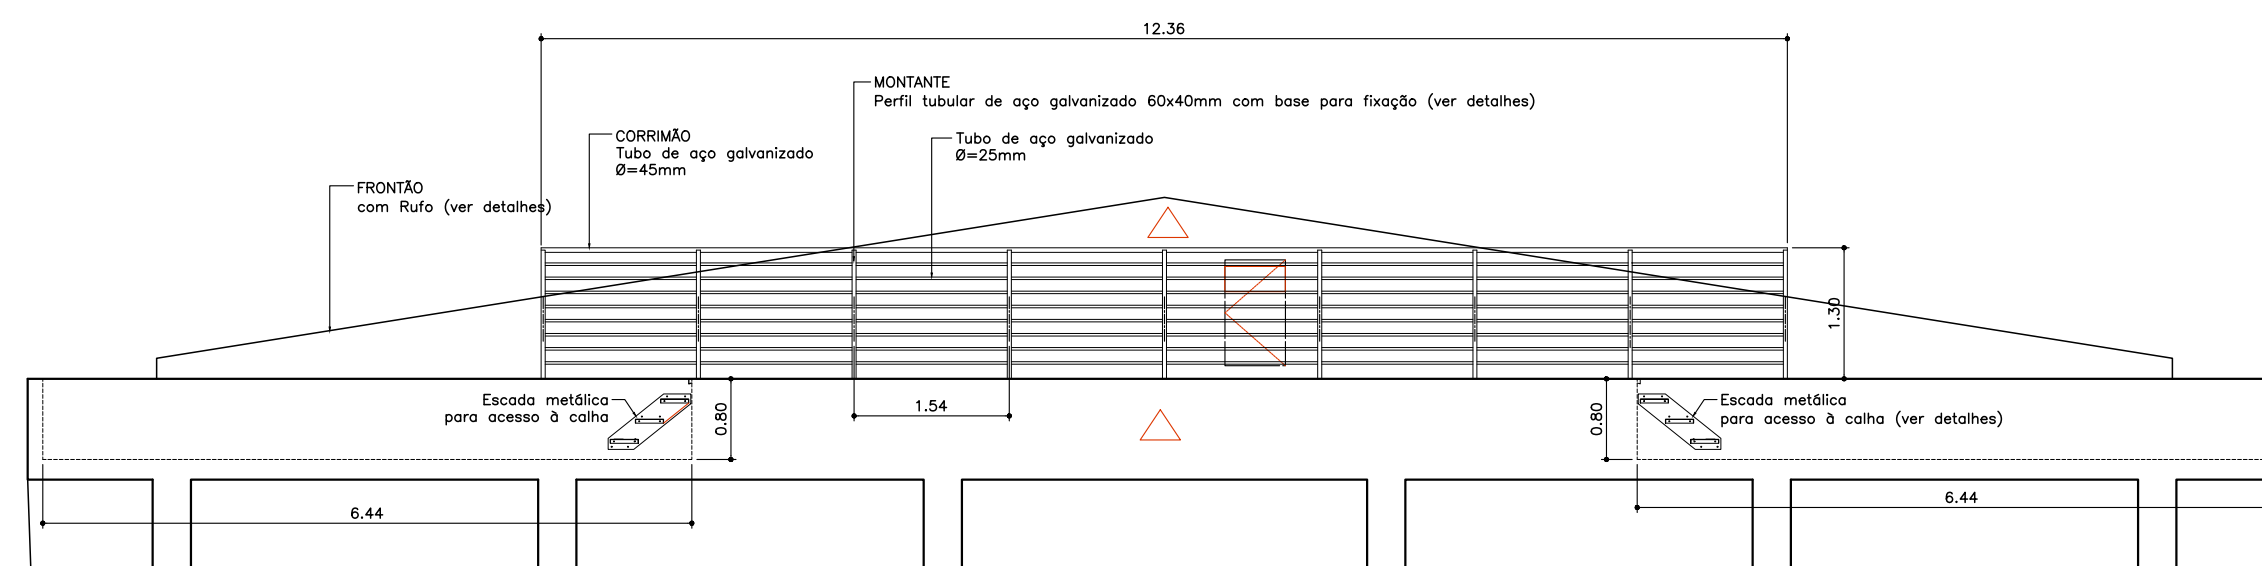 12.36
MONTANTE
Perfil tubular de aço galvanizado 60x40mm com base para fixação (ver detalhes)
CORRIMÃO
Tubo de aço galvanizado
Ø=45mm
Tubo de aço galvanizado
Ø=25mm
FRONTÃO
com Rufo (ver detalhes)
1.30
Escada metálica
para acesso à calha
0.80
1.54
0.80
Escada metálica
para acesso à calha (ver detalhes)
6.44
6.44